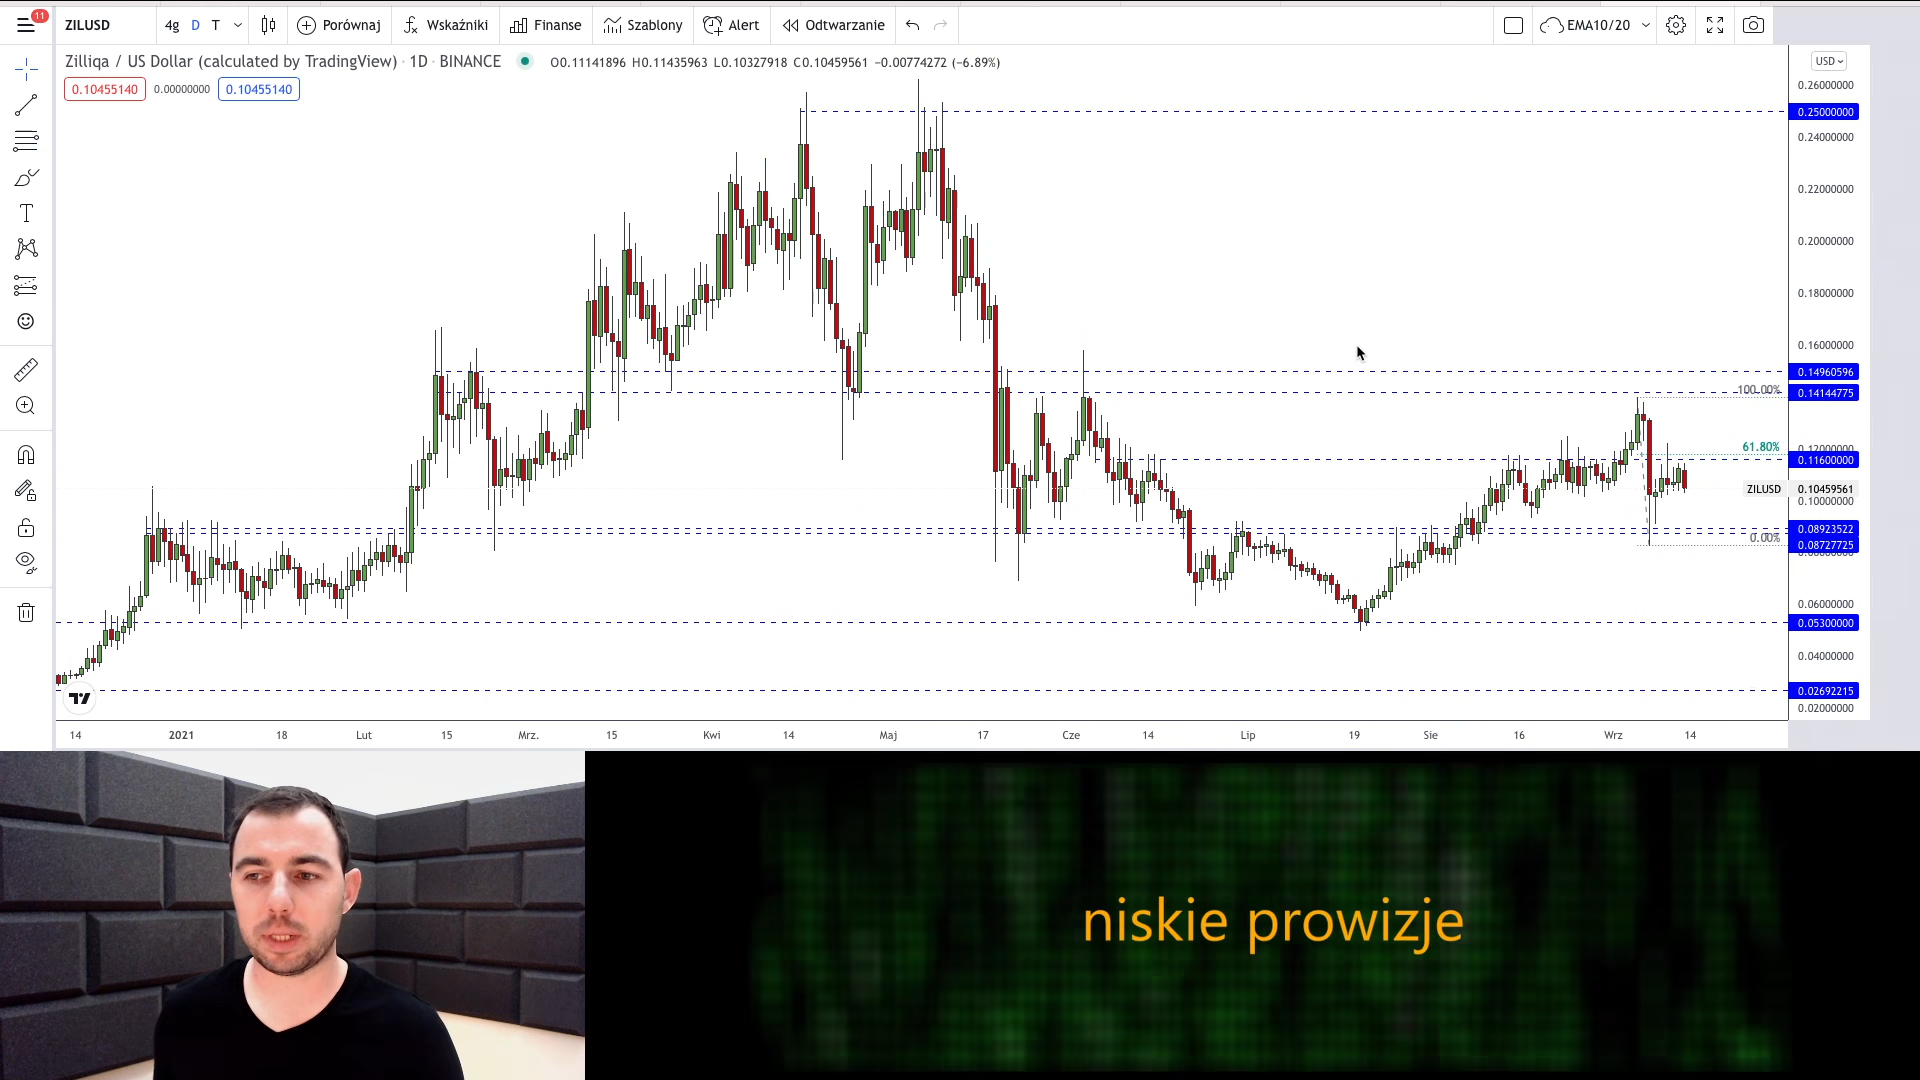 11
ZILUSD
4g D T
Porównaj
Wskaźniki
Finanse
Szablony
Alert
Odtwarzanie
EMA10/20
Zilliqa / US Dollar (calculated by TradingView) · 1D · BINANCE
O0.11141896 H0.11435963 L0.10327918 C0.10459561 −0.00774272 (−6.89%)
USD
0.10455140
0.00000000
0.10455140
0.26000000
0.25000000
0.24000000
0.22000000
0.20000000
0.18000000
0.16000000
0.14960596
100.00%
0.14144775
61.80%
0.12000000
0.11600000
ZILUSD
0.10459561
0.10000000
0.08923522
0.00%
0.08727725
0.08000000
0.06000000
0.05300000
0.04000000
0.02692215
0.02000000
14 2021 18 Lut 15 Mrz. 15 Kwi 14 Maj 17 Cze 14 Lip 19 Sie 16 Wrz 14
niskie prowizje